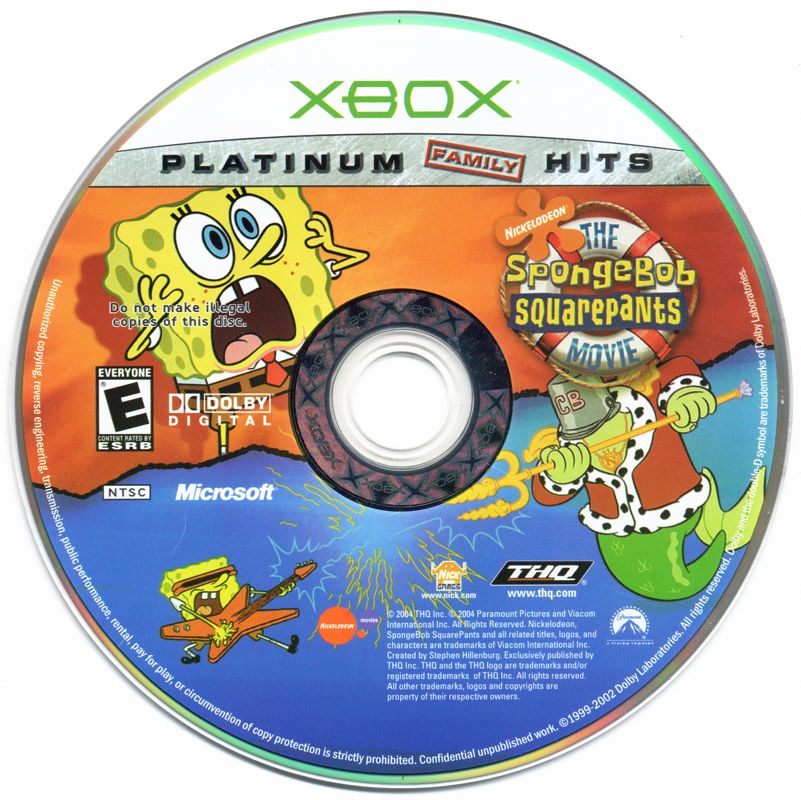 XBOX
PLATINUM FAMILY HITS
NICKELODEON
THE
SpongeBob
SQUAREPANTS
MOVIE
Do not make illegal
copies of this disc.
EVERYONE
E
CONTENT RATED BY
ESRB
DOLBY
DIGITAL
CB
NTSC
Microsoft
NICK
GAMES
www.nick.com
THQ
www.thq.com
NICKELODEON movies
Paramount
© 2004 THQ Inc. © 2004 Paramount Pictures and Viacom
International Inc. All Rights Reserved. Nickelodeon,
SpongeBob SquarePants and all related titles, logos, and
characters are trademarks of Viacom International Inc.
Created by Stephen Hillenburg. Exclusively published by
THQ Inc. THQ and the THQ logo are trademarks and/or
registered trademarks of THQ Inc. All rights reserved.
All other trademarks, logos and copyrights are
property of their respective owners.
Unauthorized copying, reverse engineering, transmission, public performance, rental, pay for play, or circumvention of copy protection is strictly prohibited. Confidential unpublished work. ©1999-2002 Dolby Laboratories. All rights reserved. Dolby and the double-D symbol are trademarks of Dolby Laboratories.